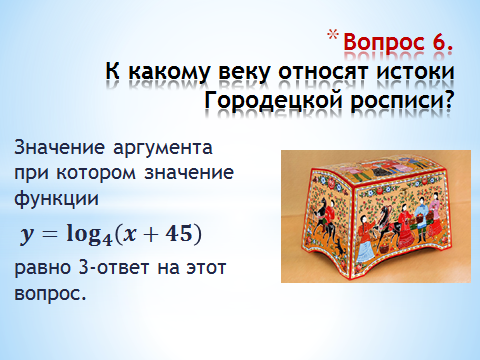 * Вопрос 6.
К какому веку относят истоки
Городецкой росписи?
Значение аргумента
при котором значение
функции
y = log₄(x + 45)
равно 3-ответ на этот
вопрос.